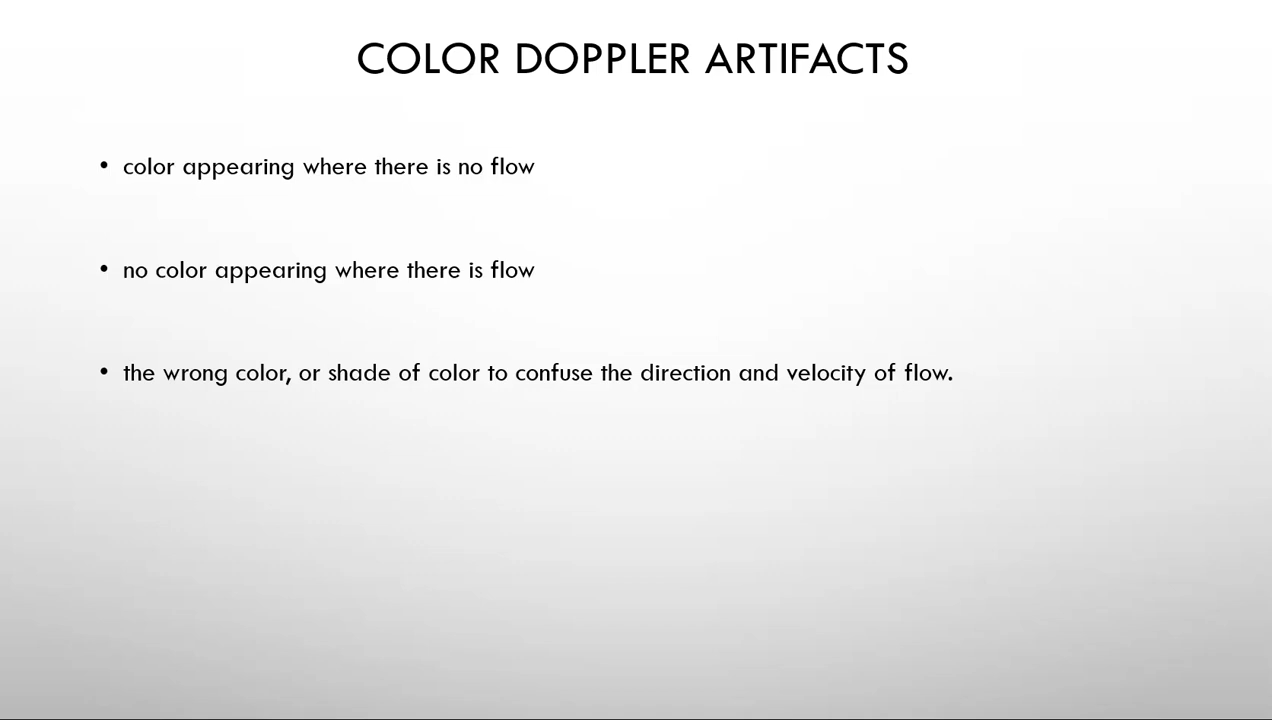 COLOR DOPPLER ARTIFACTS
• color appearing where there is no flow
• no color appearing where there is flow
• the wrong color, or shade of color to confuse the direction and velocity of flow.